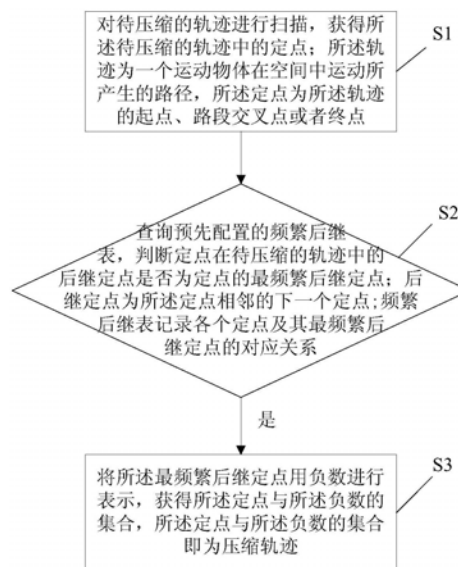 对待压缩的轨迹进行扫描，获得所
述待压缩的轨迹中的定点；所述轨
迹为一个运动物体在空间中运动所
产生的路径，所述定点为所述轨迹
的起点、路段交叉点或者终点
S1
查询预先配置的频繁后继
表，判断定点在待压缩的轨迹中的
后继定点是否为定点的最频繁后继定点；后
继定点为所述定点相邻的下一个定点;频繁
后继表记录各个定点及其最频繁后
继定点的对应关系
S2
是
将所述最频繁后继定点用负数进行
表示，获得所述定点与所述负数的
集合，所述定点与所述负数的集合
即为压缩轨迹
S3